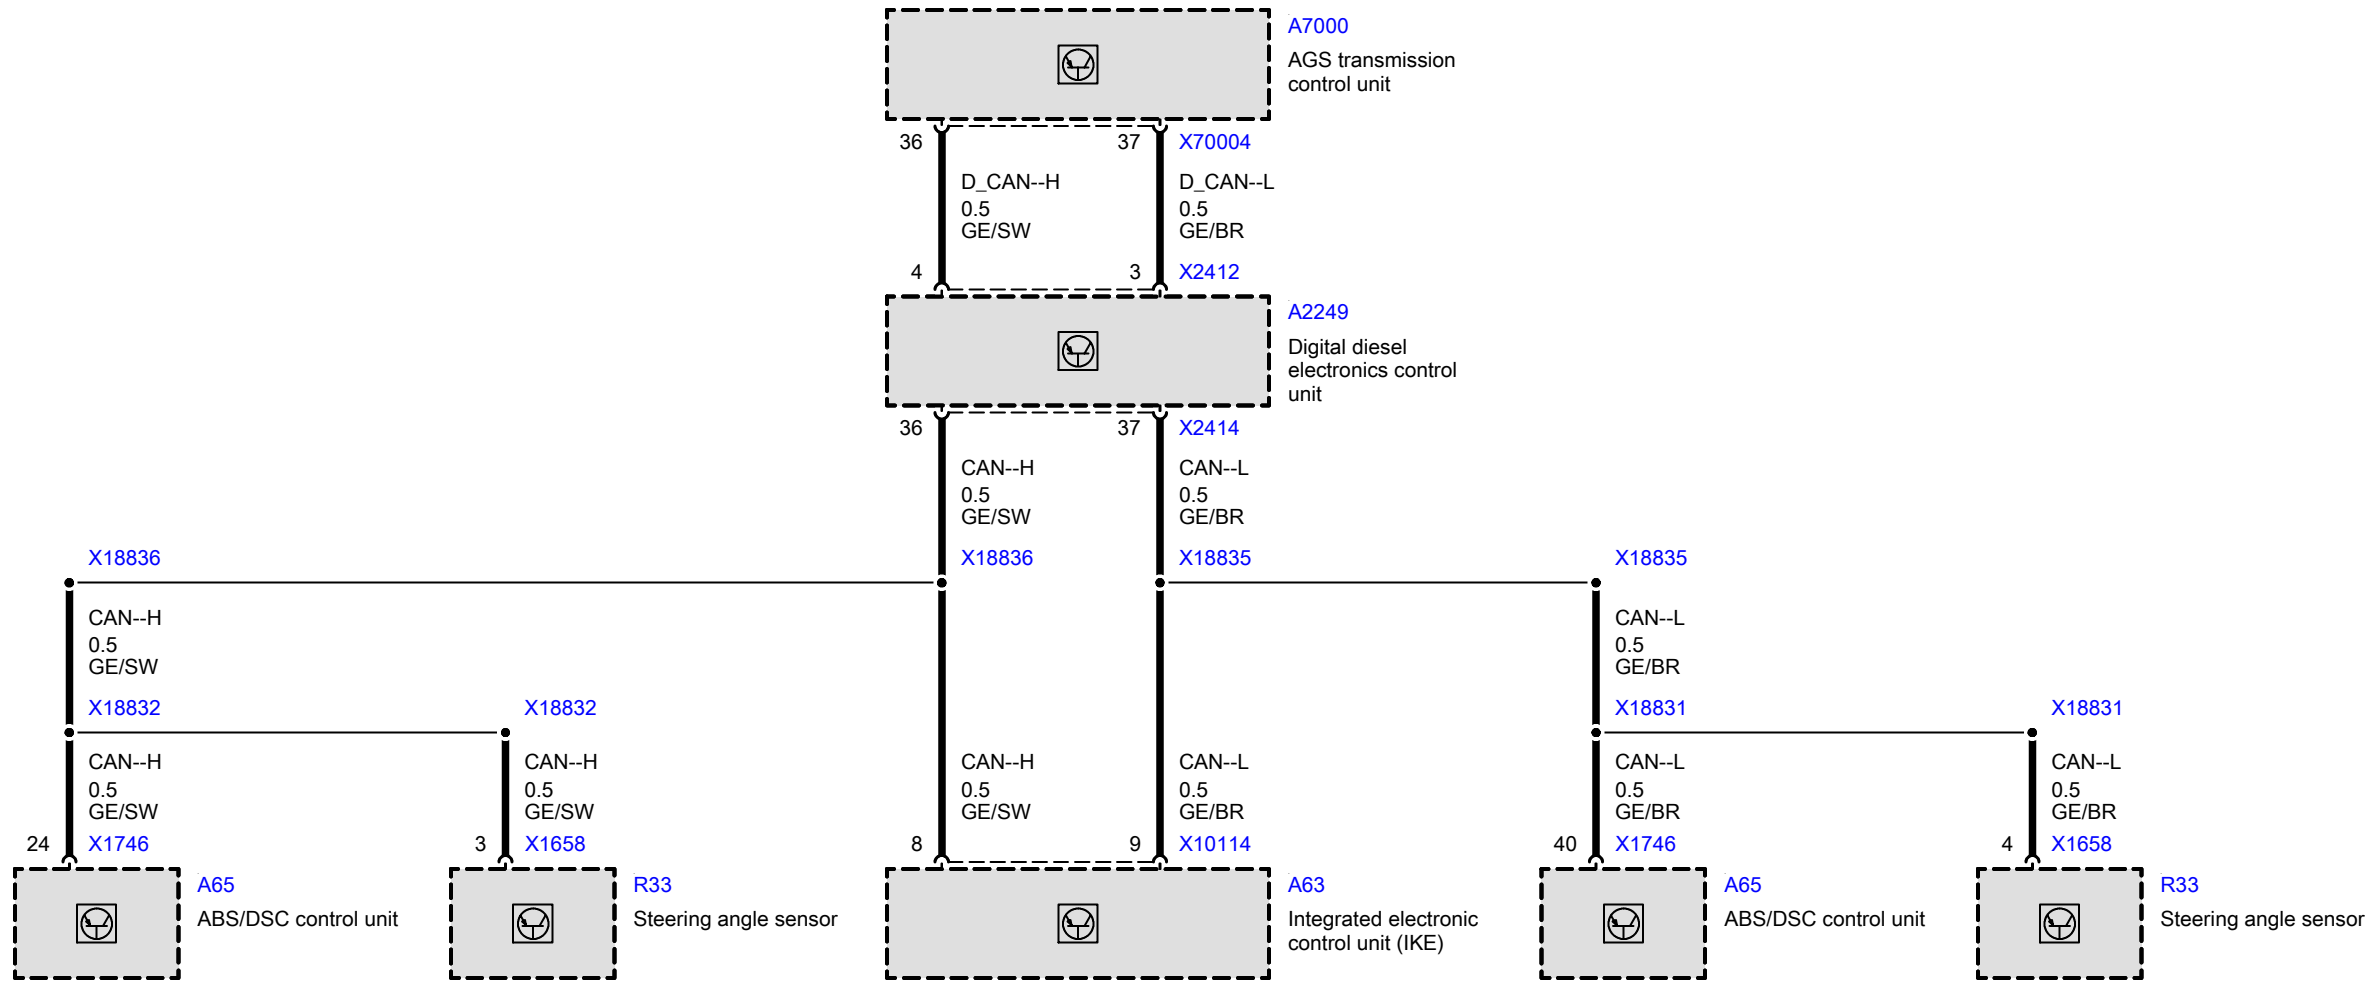 A7000
AGS transmission
control unit
36
37
X70004
D_CAN--H
0.5
GE/SW
D_CAN--L
0.5
GE/BR
4
3
X2412
A2249
Digital diesel
electronics control
unit
36
37
X2414
CAN--H
0.5
GE/SW
CAN--L
0.5
GE/BR
X18836
X18836
X18835
X18835
CAN--H
0.5
GE/SW
CAN--L
0.5
GE/BR
X18832
X18832
X18831
X18831
CAN--H
0.5
GE/SW
CAN--H
0.5
GE/SW
CAN--H
0.5
GE/SW
CAN--L
0.5
GE/BR
CAN--L
0.5
GE/BR
CAN--L
0.5
GE/BR
24
X1746
3
X1658
8
9
X10114
40
X1746
4
X1658
A65
ABS/DSC control unit
R33
Steering angle sensor
A63
Integrated electronic
control unit (IKE)
A65
ABS/DSC control unit
R33
Steering angle sensor